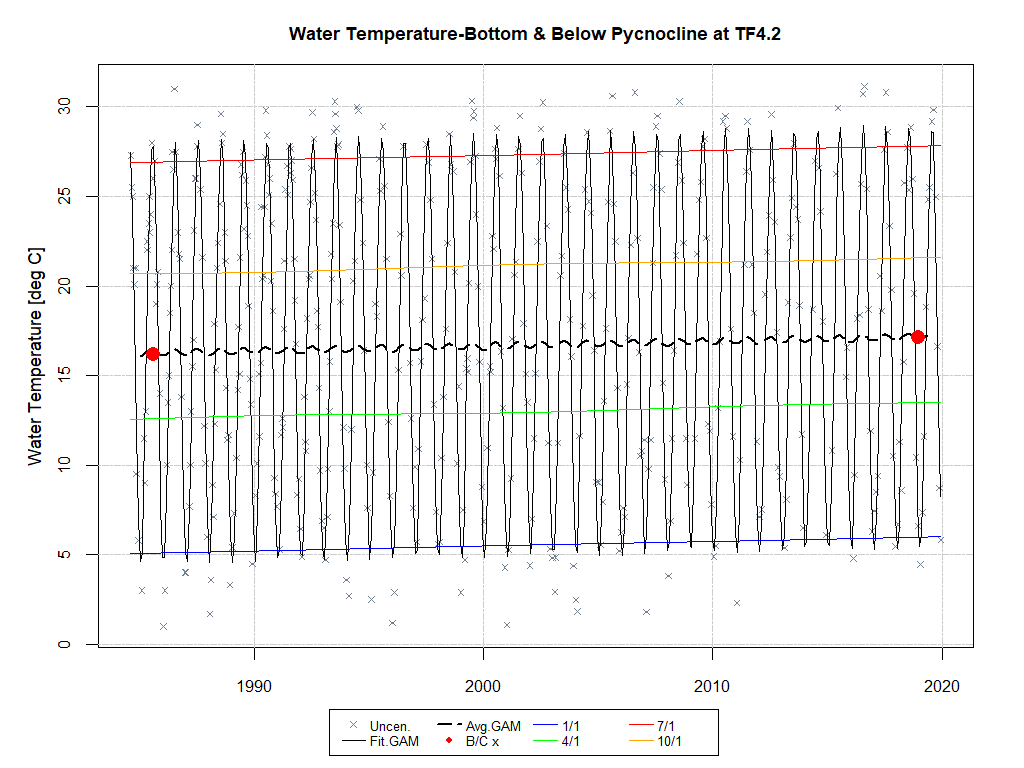 Water Temperature-Bottom & Below Pycnocline at TF4.2
Water Temperature [deg C]
30
25
20
15
10
5
0
1990 2000 2010 2020
Uncen. Avg.GAM 1/1 7/1
Fit.GAM B/C x 4/1 10/1